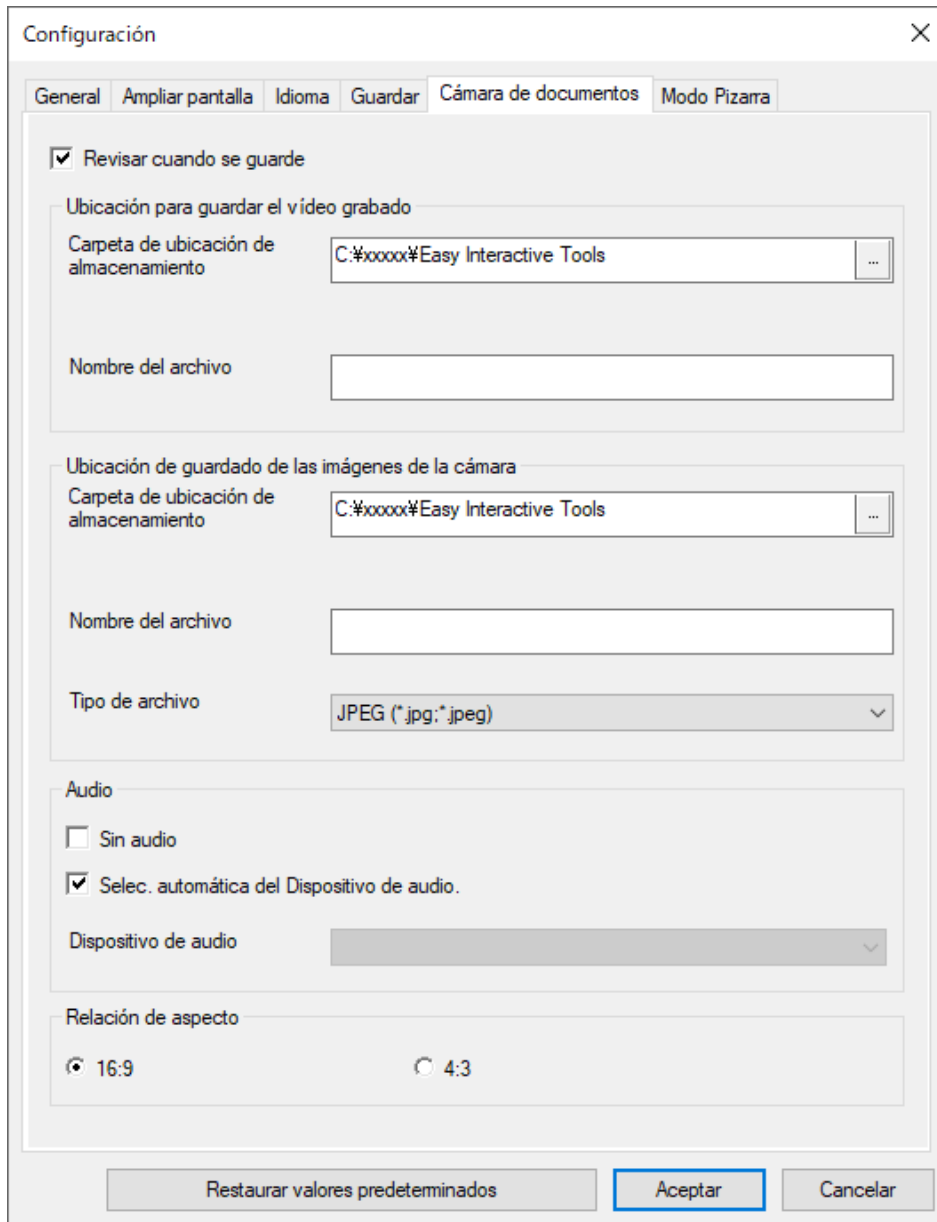 Configuración
General Ampliar pantalla Idioma Guardar Cámara de documentos Modo Pizarra
Revisar cuando se guarde
Ubicación para guardar el vídeo grabado
Carpeta de ubicación de
almacenamiento
C:¥xxxxx¥Easy Interactive Tools
...
Nombre del archivo
Ubicación de guardado de las imágenes de la cámara
Carpeta de ubicación de
almacenamiento
C:¥xxxxx¥Easy Interactive Tools
...
Nombre del archivo
Tipo de archivo
JPEG (*.jpg;*.jpeg)
Audio
Sin audio
Selec. automática del Dispositivo de audio.
Dispositivo de audio
Relación de aspecto
16:9 4:3
Restaurar valores predeterminados Aceptar Cancelar